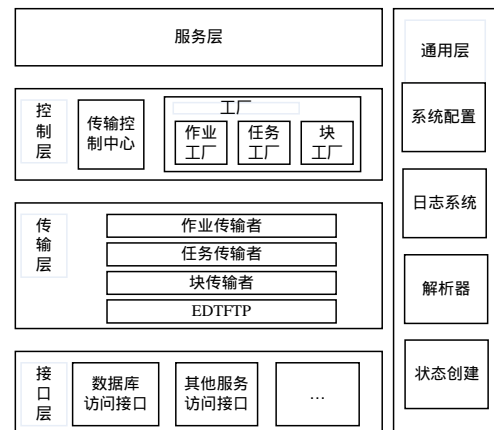 服务层
控
制
层
传输控
制中心
工厂
作业
工厂
任务
工厂
块
工厂
传
输
层
作业传输者
任务传输者
块传输者
EDTFTP
接
口
层
数据库
访问接口
其他服务
访问接口
…
通用层
系统配置
日志系统
解析器
状态创建